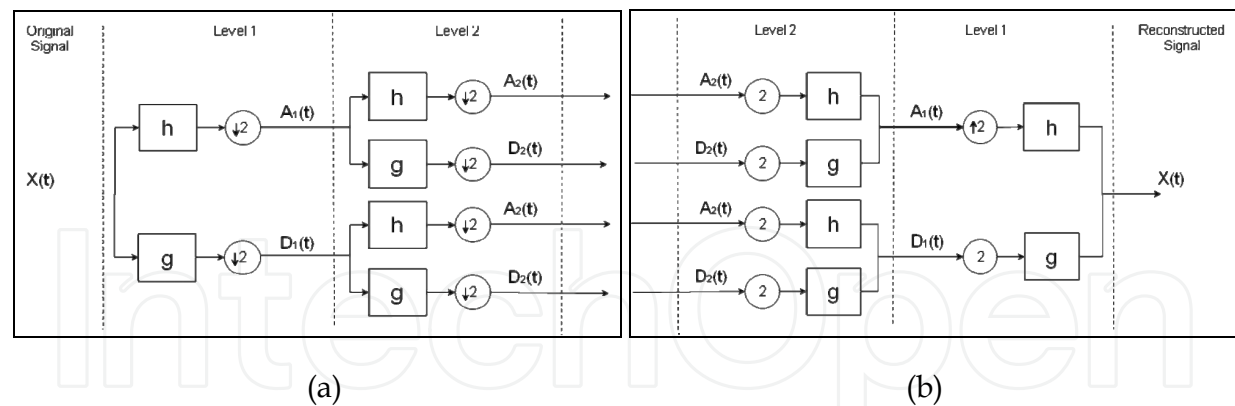 Original Signal
Level 1
Level 2
X(t)
h
↓2
A₁(t)
g
↓2
D₁(t)
h
↓2
A₂(t)
g
↓2
D₂(t)
h
↓2
A₂(t)
g
↓2
D₂(t)
(a)
Level 2
Level 1
Reconstructed Signal
A₂(t)
2
h
D₂(t)
2
g
A₂(t)
2
h
D₂(t)
2
g
A₁(t)
↑2
h
D₁(t)
2
g
X(t)
(b)
IntechOpen